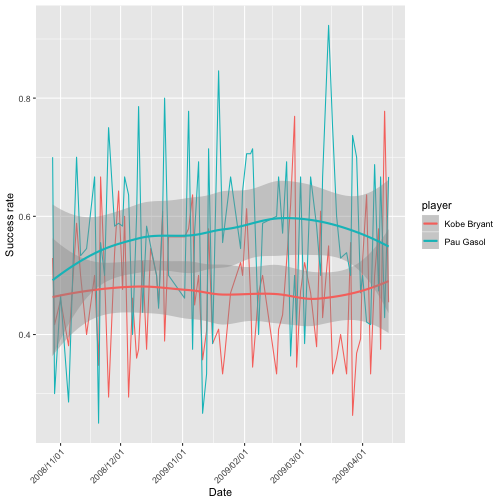 player
Kobe Bryant
Pau Gasol
Success rate
0.8
0.6
0.4
2008/11/01
2008/12/01
2009/01/01
2009/02/01
2009/03/01
2009/04/01
Date